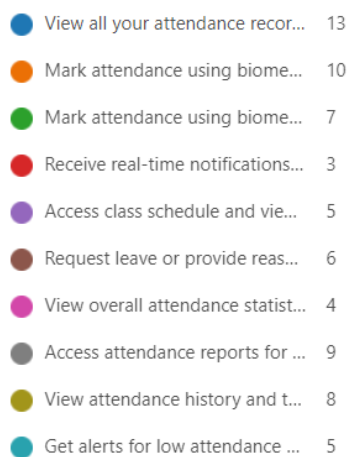 View all your attendance recor... 13
Mark attendance using biome... 10
Mark attendance using biome... 7
Receive real-time notifications... 3
Access class schedule and vie... 5
Request leave or provide reas... 6
View overall attendance statist... 4
Access attendance reports for ... 9
View attendance history and t... 8
Get alerts for low attendance ... 5